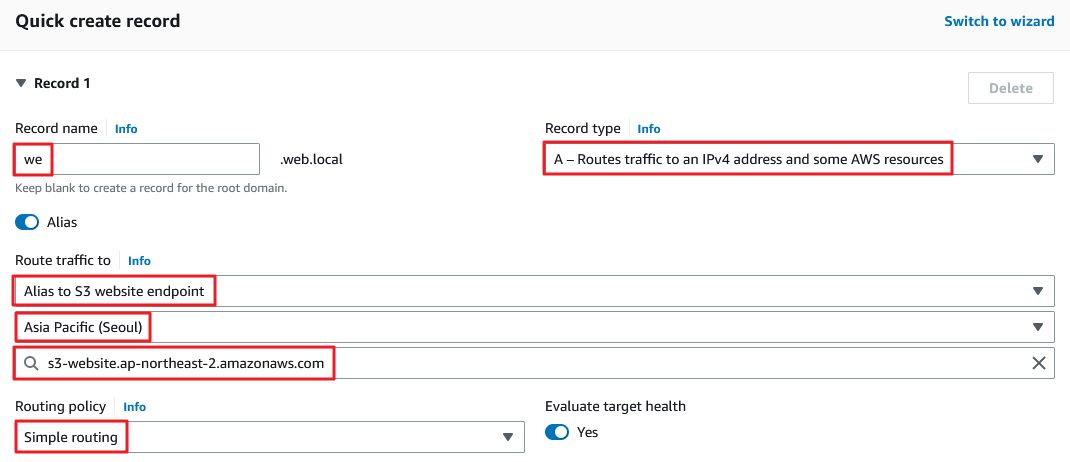 Quick create record
Switch to wizard
Record 1
Delete
Record name Info
Record type Info
we .web.local
A – Routes traffic to an IPv4 address and some AWS resources
Keep blank to create a record for the root domain.
Alias
Route traffic to Info
Alias to S3 website endpoint
Asia Pacific (Seoul)
s3-website.ap-northeast-2.amazonaws.com
Routing policy Info
Evaluate target health
Simple routing
Yes